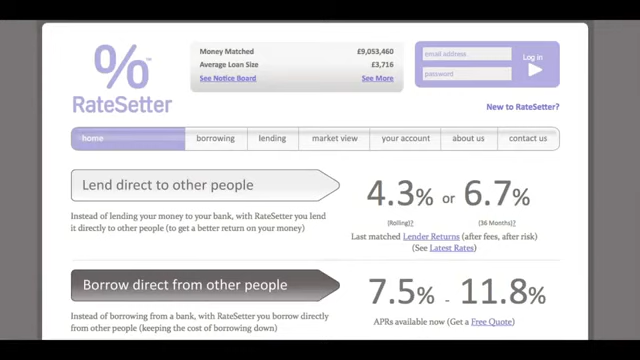 %™
RateSetter
Money Matched £9,053,460
Average Loan Size £3,716
See Notice Board See More
email address
password
Log in
New to RateSetter?
home borrowing lending market view your account about us contact us
Lend direct to other people
Instead of lending your money to your bank, with RateSetter you lend
it directly to other people (to get a better return on your money)
4.3% or 6.7%
(Rolling)? (36 Months)?
Last matched Lender Returns (after fees, after risk)
(See Latest Rates)
Borrow direct from other people
Instead of borrowing from a bank, with RateSetter you borrow directly
from other people (keeping the cost of borrowing down)
7.5% - 11.8%
APRs available now (Get a Free Quote)